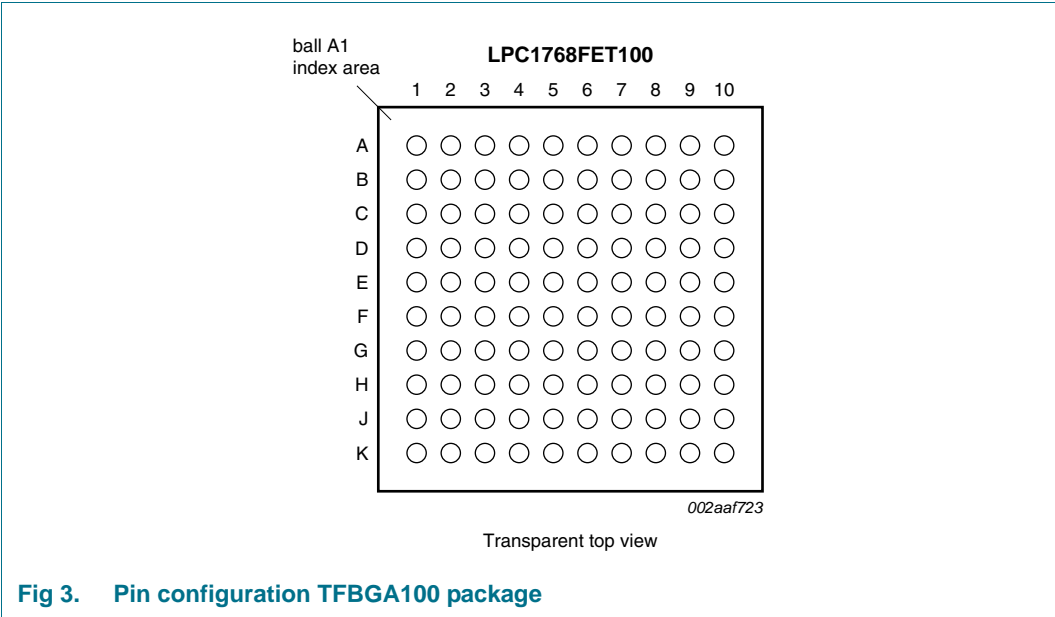 ball A1
index area
LPC1768FET100
1 2 3 4 5 6 7 8 9 10
A
B
C
D
E
F
G
H
J
K
002aaf723
Transparent top view
Fig 3. Pin configuration TFBGA100 package